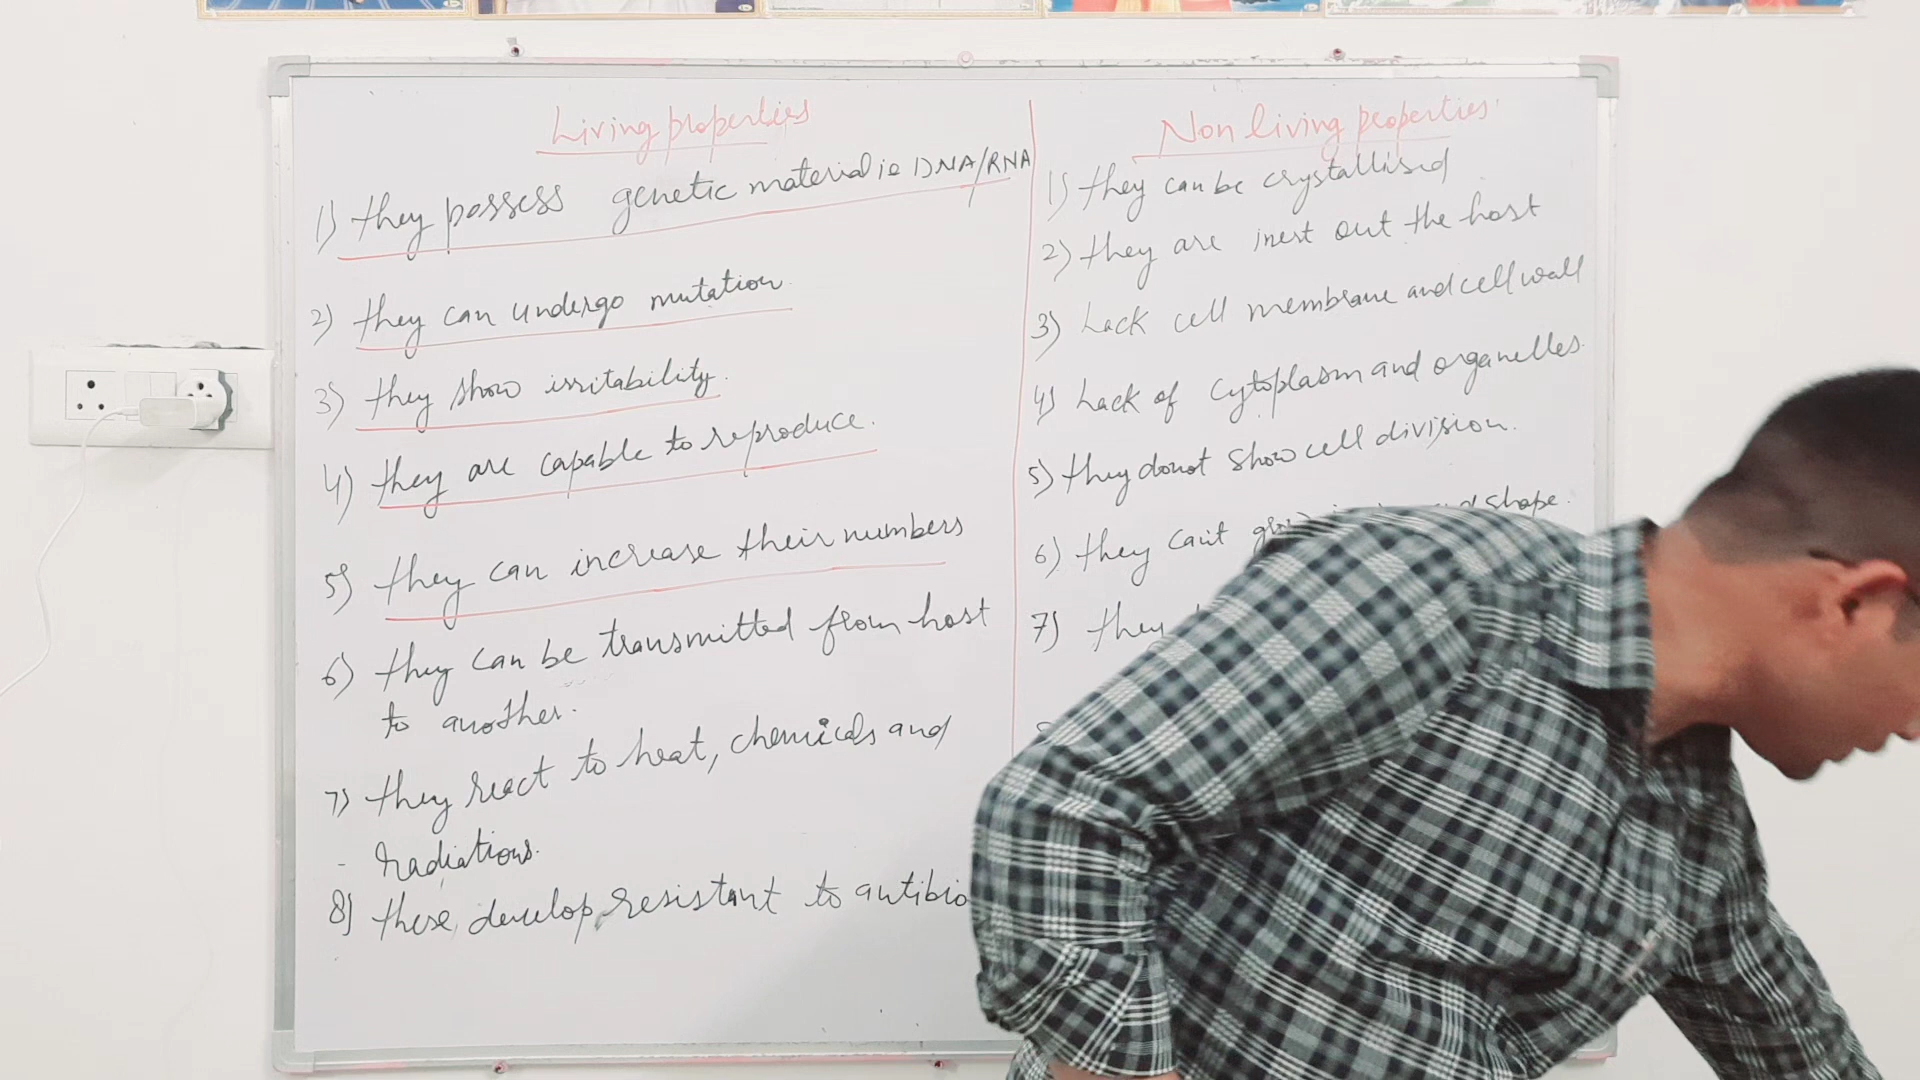 Living properties
1) they possess genetic material ie DNA/RNA
2) they can undergo mutation
3) they show irritability.
4) they are capable to reproduce.
5) they can increase their numbers
6) they can be transmitted from host
to another.
7) they react to heat, chemicals and
- radiations.
8) these develop resistant to antibio
Non living properties
1) they can be crystallised
2) they are inert out the host
3) Lack cell membrane and cell wall
4) Lack of cytoplasm and organelles.
5) they donot show cell division.
6) they can't shape.
7) they